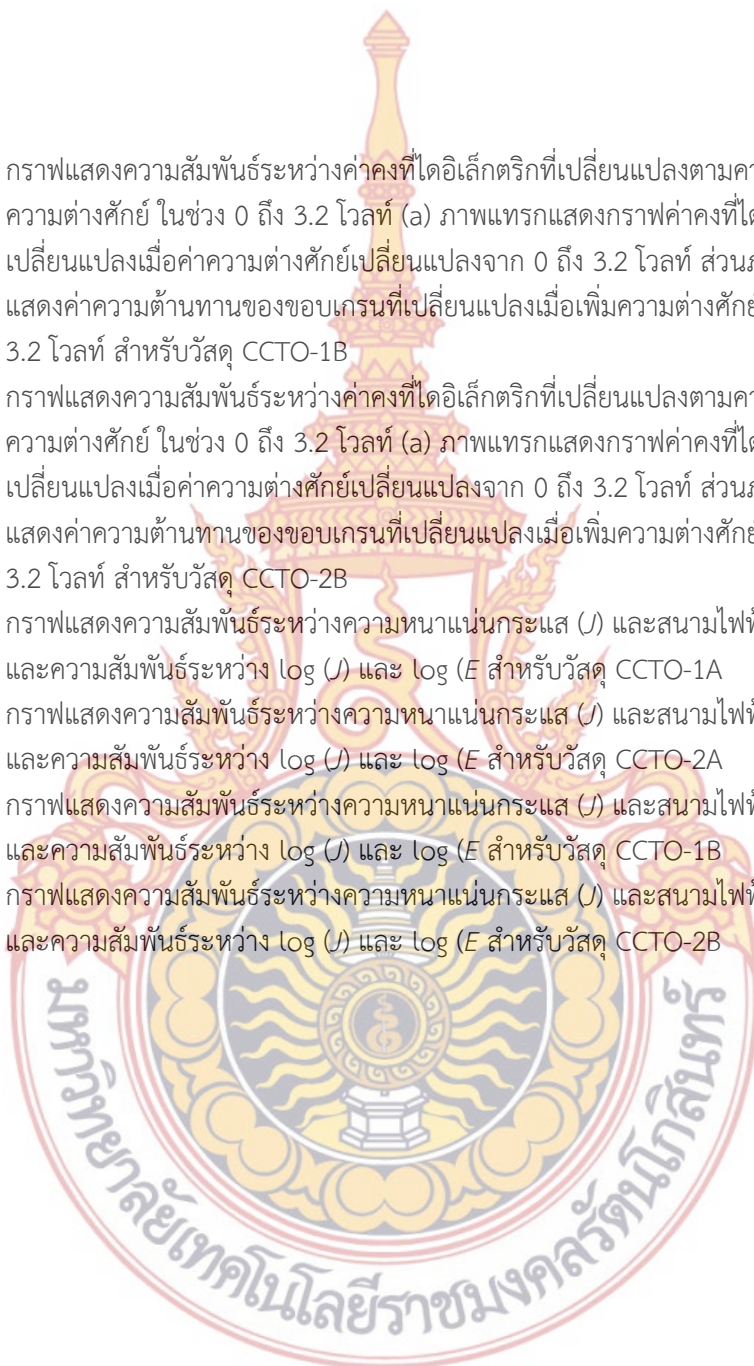 กราฟแสดงความสัมพันธ์ระหว่างค่าคงที่ไดอิเล็กตริกที่เปลี่ยนแปลงตามค่า
ความต่างศักย์ ในช่วง 0 ถึง 3.2 โวลท์ (a) ภาพแทรกแสดงกราฟค่าคงที่ได
เปลี่ยนแปลงเมื่อค่าความต่างศักย์เปลี่ยนแปลงจาก 0 ถึง 3.2 โวลท์ ส่วน
แสดงค่าความต้านทานของขอบเกรนที่เปลี่ยนแปลงเมื่อเพิ่มความต่างศักย์
3.2 โวลท์ สำหรับวัสดุ CCTO-1B
กราฟแสดงความสัมพันธ์ระหว่างค่าคงที่ไดอิเล็กตริกที่เปลี่ยนแปลงตามค่า
ความต่างศักย์ ในช่วง 0 ถึง 3.2 โวลท์ (a) ภาพแทรกแสดงกราฟค่าคงที่ได
เปลี่ยนแปลงเมื่อค่าความต่างศักย์เปลี่ยนแปลงจาก 0 ถึง 3.2 โวลท์ ส่วน
แสดงค่าความต้านทานของขอบเกรนที่เปลี่ยนแปลงเมื่อเพิ่มความต่างศักย์
3.2 โวลท์ สำหรับวัสดุ CCTO-2B
กราฟแสดงความสัมพันธ์ระหว่างความหนาแน่นกระแส (J) และสนามไฟฟ้
และความสัมพันธ์ระหว่าง log (J) และ log (E สำหรับวัสดุ CCTO-1A
กราฟแสดงความสัมพันธ์ระหว่างความหนาแน่นกระแส (J) และสนามไฟฟ้
และความสัมพันธ์ระหว่าง log (J) และ log (E สำหรับวัสดุ CCTO-2A
กราฟแสดงความสัมพันธ์ระหว่างความหนาแน่นกระแส (J) และสนามไฟฟ้
และความสัมพันธ์ระหว่าง log (J) และ log (E สำหรับวัสดุ CCTO-1B
กราฟแสดงความสัมพันธ์ระหว่างความหนาแน่นกระแส (J) และสนามไฟฟ้
และความสัมพันธ์ระหว่าง log (J) และ log (E สำหรับวัสดุ CCTO-2B
มหาวิทยาลัยเทคโนโลยีราชมงคลรัตนโกสินทร์